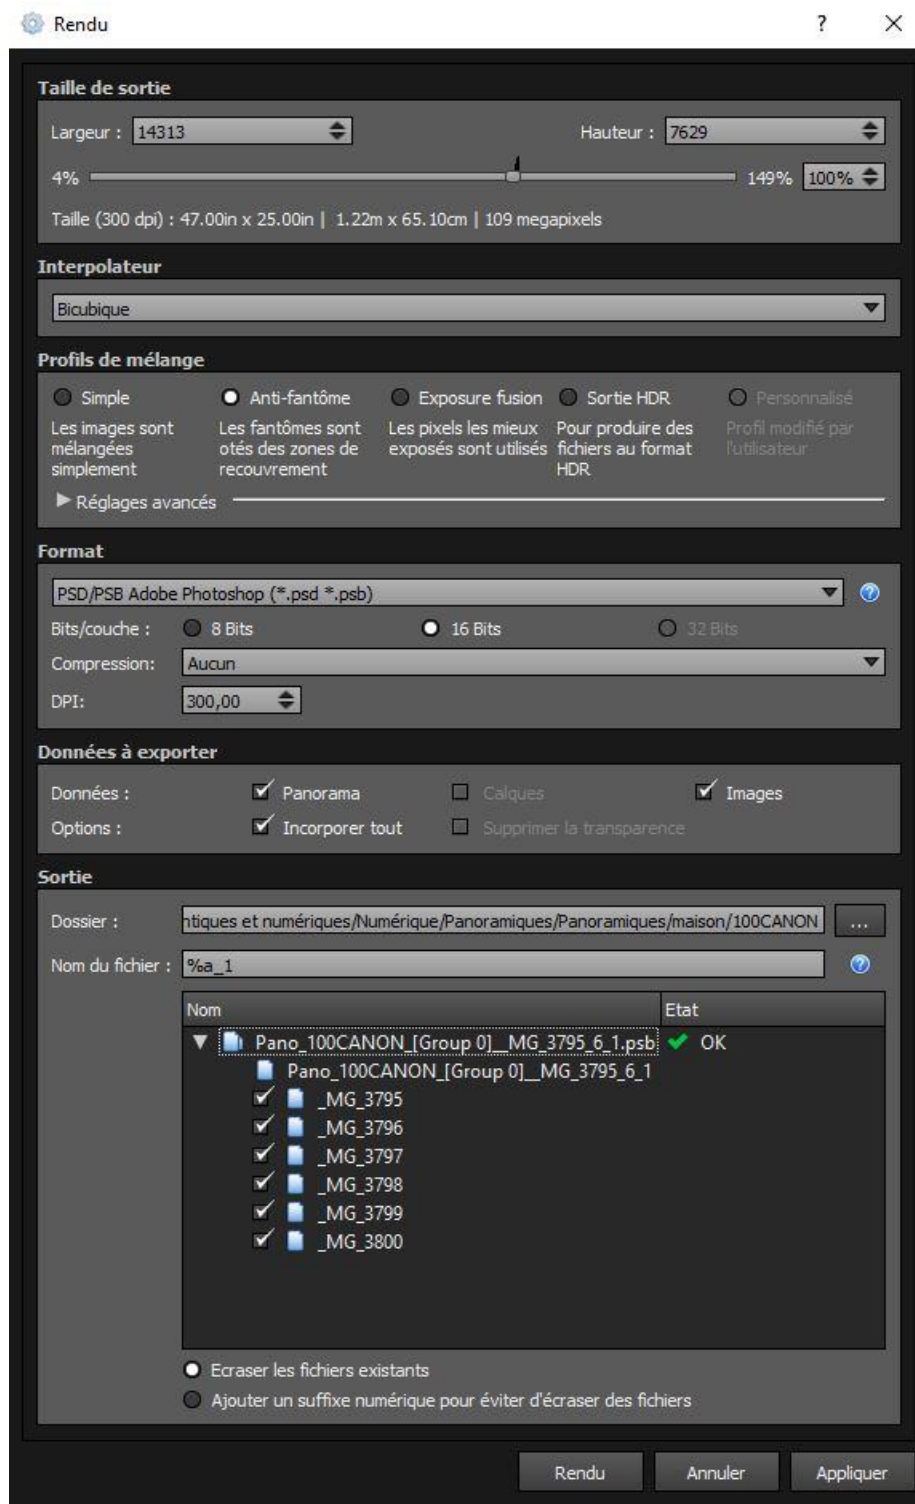 Rendu ? ×
Taille de sortie
Largeur : 14313 Hauteur : 7629
4% 149% 100%
Taille (300 dpi) : 47.00in x 25.00in | 1.22m x 65.10cm | 109 megapixels
Interpolateur
Bicubique
Profils de mélange
Simple Anti-fantôme Exposure fusion Sortie HDR Personnalisé
Les images sont Les fantômes sont Les pixels les mieux Pour produire des Profil modifié par
mélangées otés des zones de exposés sont utilisés fichiers au format l'utilisateur
simplement recouvrement HDR
Réglages avancés
Format
PSD/PSB Adobe Photoshop (*.psd *.psb) ?
Bits/couche : 8 Bits 16 Bits 32 Bits
Compression: Aucun
DPI: 300,00
Données à exporter
Données : Panorama Calques Images
Options : Incorporer tout Supprimer la transparence
Sortie
Dossier : ntiques et numériques/Numérique/Panoramiques/Panoramiques/maison/100CANON ...
Nom du fichier : %a_1 ?
Nom Etat
Pano_100CANON_[Group 0]__MG_3795_6_1.psb OK
Pano_100CANON_[Group 0]__MG_3795_6_1
_MG_3795
_MG_3796
_MG_3797
_MG_3798
_MG_3799
_MG_3800
Ecraser les fichiers existants
Ajouter un suffixe numérique pour éviter d'écraser des fichiers
Rendu Annuler Appliquer